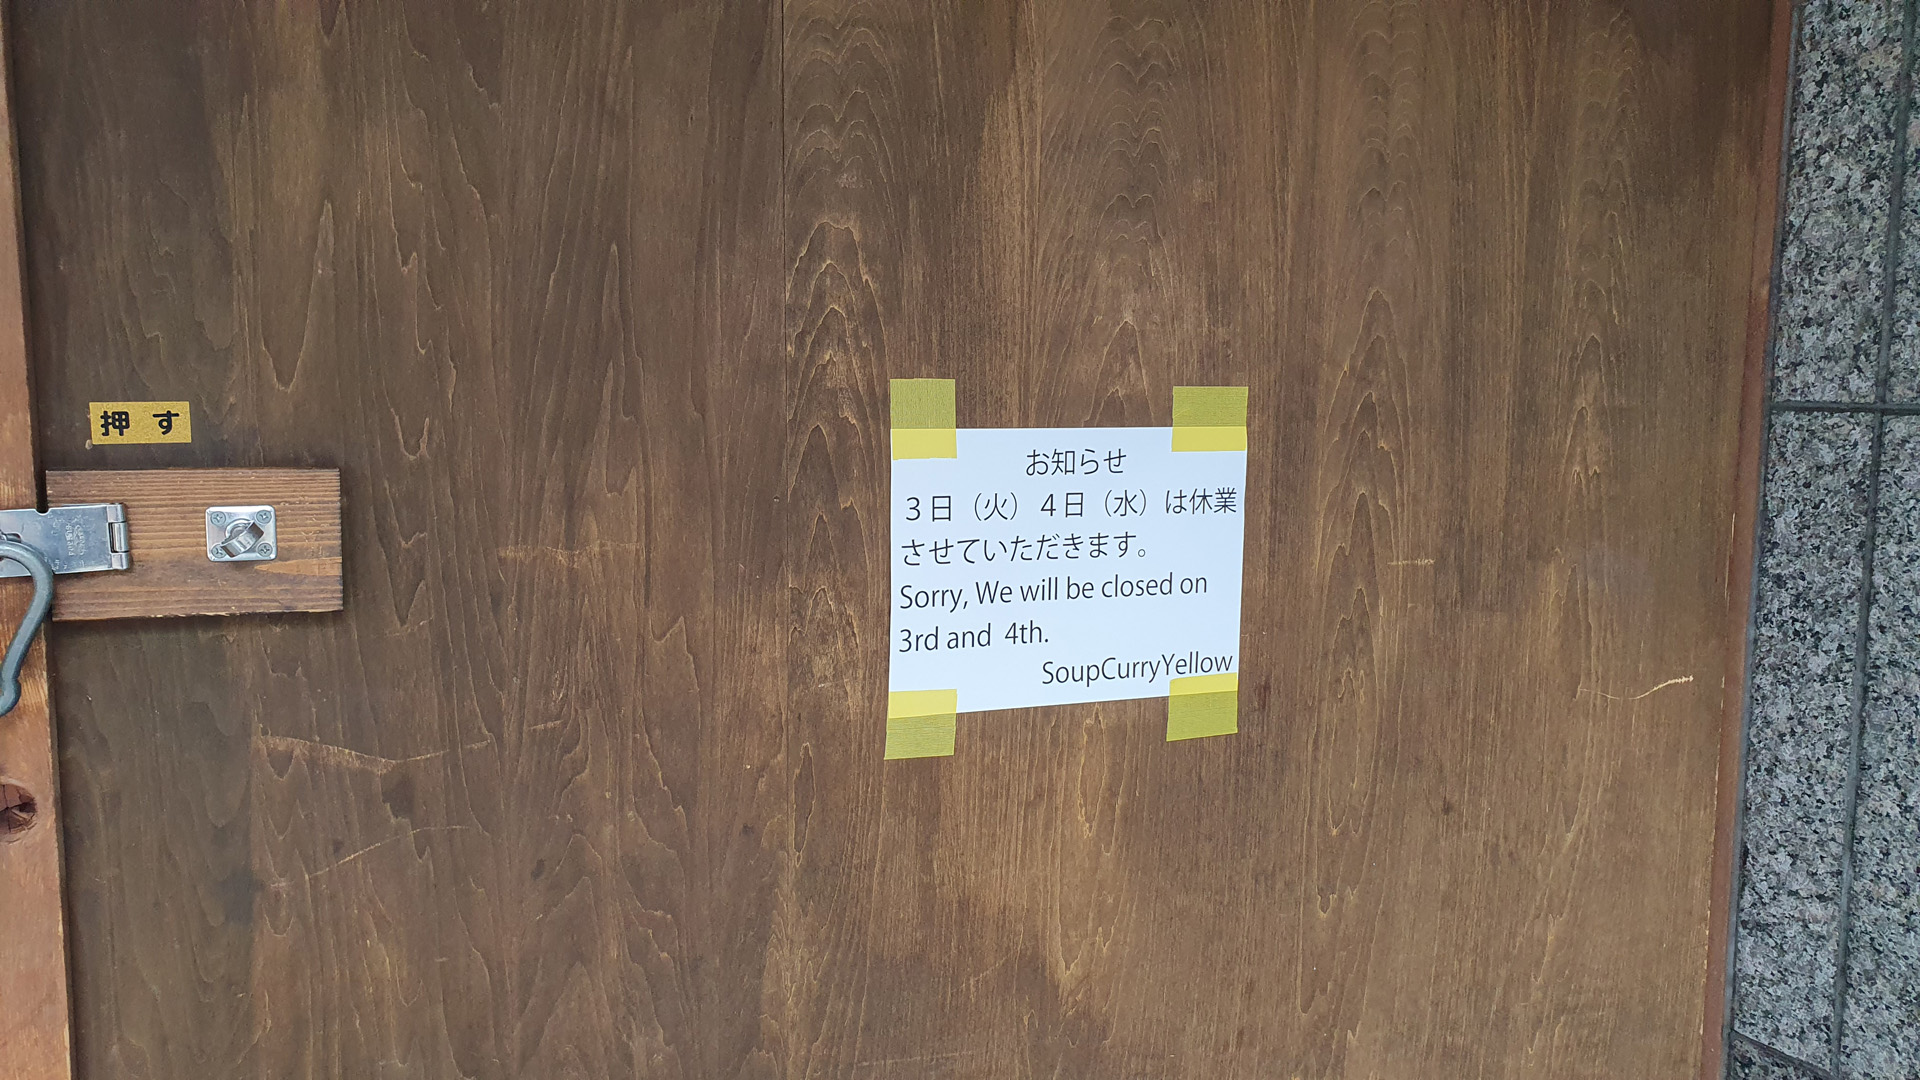 押す
お知らせ
３日（火）４日（水）は休業
させていただきます。
Sorry, We will be closed on
3rd and 4th.
SoupCurryYellow